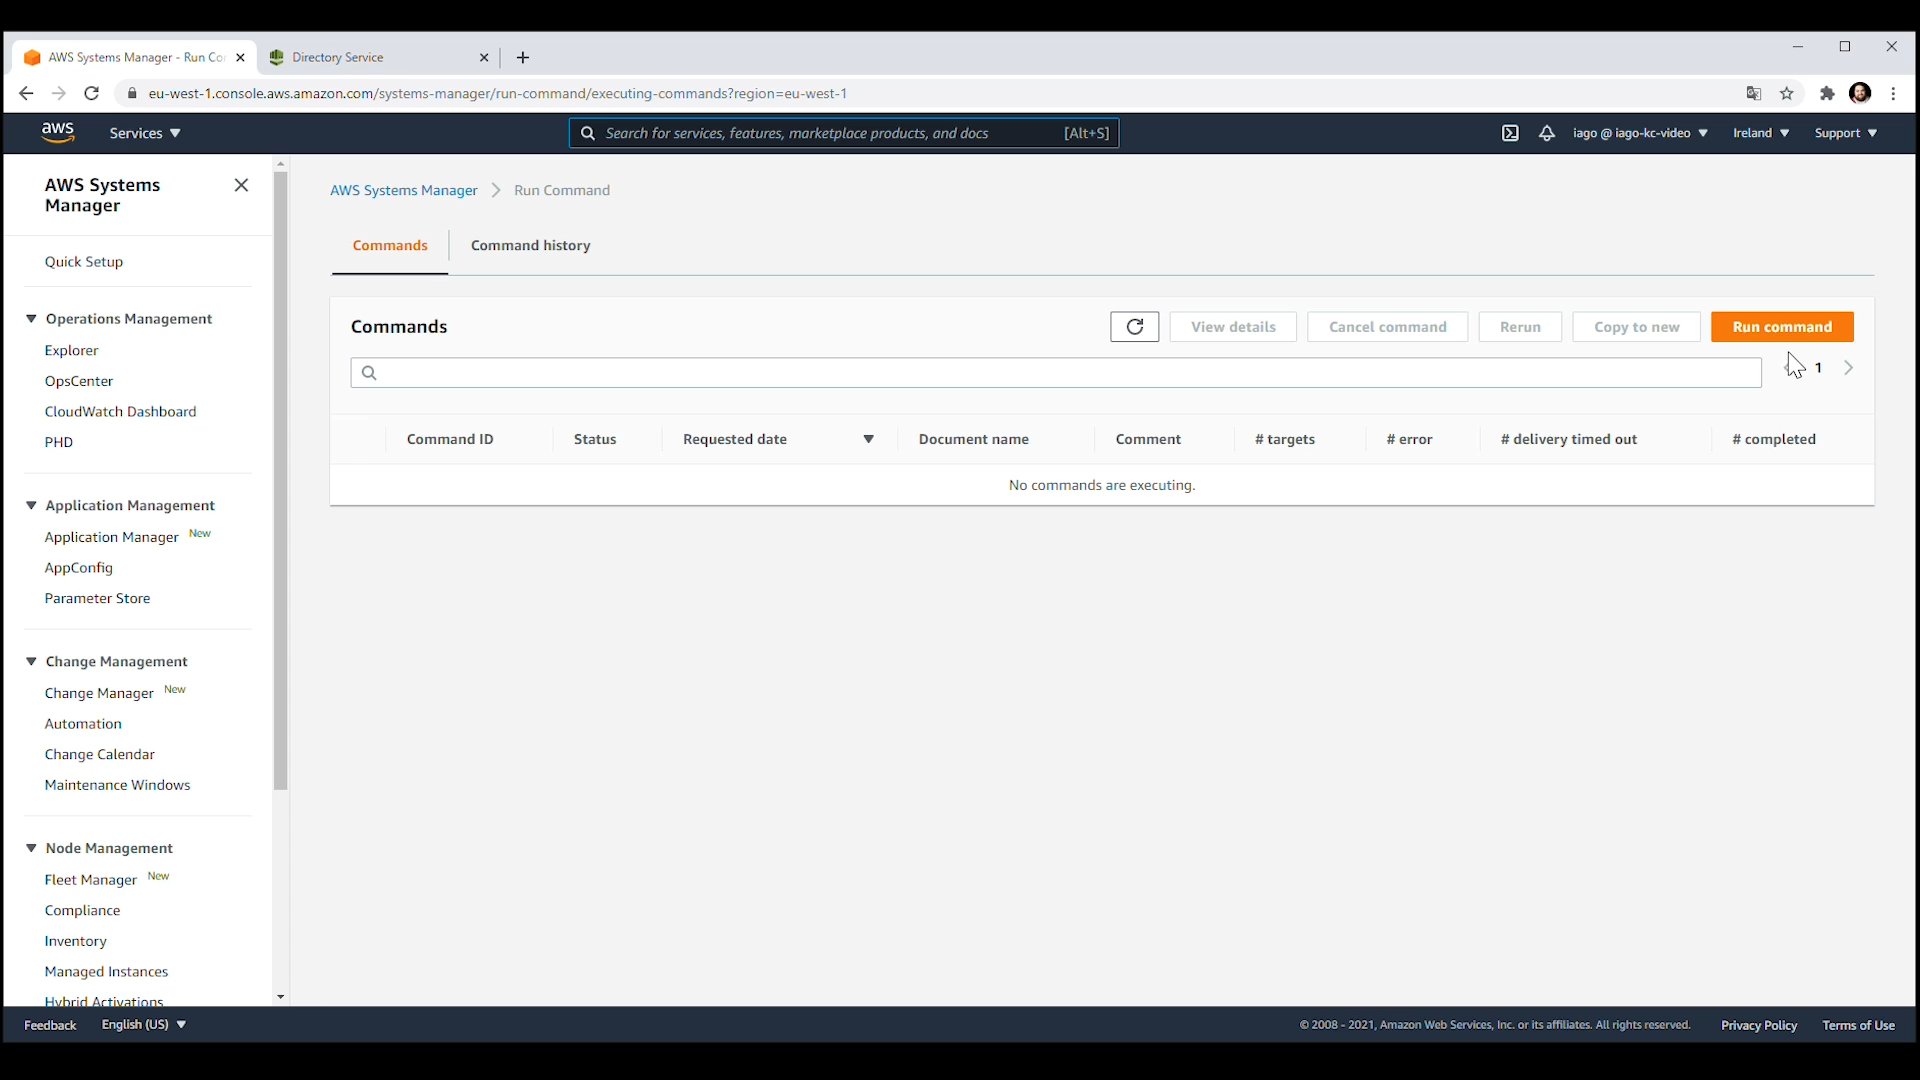 AWS Systems Manager - Run Co
Directory Service
eu-west-1.console.aws.amazon.com/systems-manager/run-command/executing-commands?region=eu-west-1
aws
Services
Search for services, features, marketplace products, and docs
[Alt+S]
iago @ iago-kc-video
Ireland
Support
AWS Systems
Manager
Quick Setup
Operations Management
Explorer
OpsCenter
CloudWatch Dashboard
PHD
Application Management
Application Manager New
AppConfig
Parameter Store
Change Management
Change Manager New
Automation
Change Calendar
Maintenance Windows
Node Management
Fleet Manager New
Compliance
Inventory
Managed Instances
Hybrid Activations
AWS Systems Manager
Run Command
Commands
Command history
Commands
View details
Cancel command
Rerun
Copy to new
Run command
1
Command ID
Status
Requested date
Document name
Comment
# targets
# error
# delivery timed out
# completed
No commands are executing.
Feedback
English (US)
© 2008 - 2021, Amazon Web Services, Inc. or its affiliates. All rights reserved.
Privacy Policy
Terms of Use